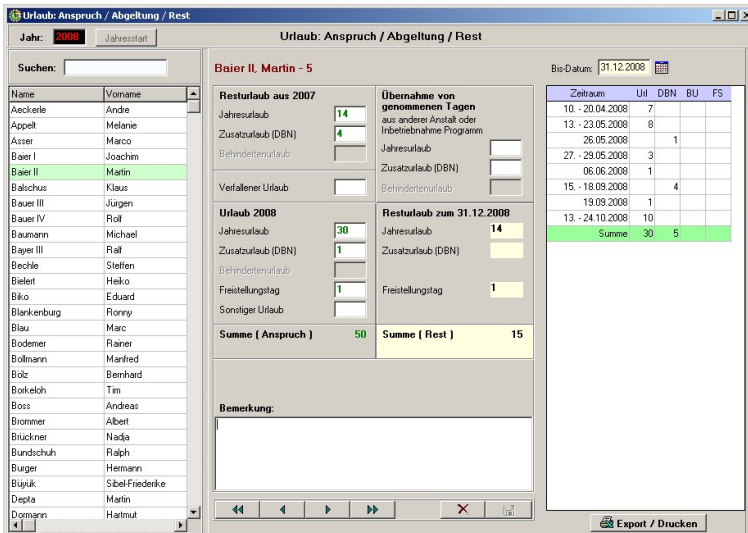 Urlaub: Anspruch / Abgeltung / Rest
Jahr: 2008 Jahresstart Urlaub: Anspruch / Abgeltung / Rest
Suchen:
Name Vorname
Aeckerle Andre
Appelt Melanie
Asser Marco
Baier I Joachim
Baier II Martin
Balschus Klaus
Bauer III Jürgen
Bauer IV Rolf
Baumann Michael
Bayer III Ralf
Bechle Steffen
Bielert Heiko
Biko Eduard
Blankenburg Ronny
Blau Marc
Bodemer Rainer
Bollmann Manfred
Bölz Bernhard
Borkeloh Tim
Boss Andreas
Brommer Albert
Brückner Nadja
Bundschuh Ralph
Burger Hermann
Büyük Sibel-Friederike
Depta Martin
Dormann Hartmut
Baier II, Martin - 5
Resturlaub aus 2007
Jahresurlaub 14
Zusatzurlaub (DBN) 4
Behindertenurlaub
Verfallener Urlaub
Übernahme von
genommenen Tagen
aus anderer Anstalt oder
Inbetriebnahme Programm
Jahresurlaub
Zusatzurlaub (DBN)
Behindertenurlaub
Urlaub 2008
Jahresurlaub 30
Zusatzurlaub (DBN) 1
Behindertenurlaub
Freistellungstag 1
Sonstiger Urlaub
Resturlaub zum 31.12.2008
Jahresurlaub 14
Zusatzurlaub (DBN)
Freistellungstag 1
Summe ( Anspruch ) 50
Summe ( Rest ) 15
Bemerkung:
Bis-Datum: 31.12.2008
Zeitraum Url DBN BU FS
10. - 20.04.2008 7
13. - 23.05.2008 8
26.05.2008 1
27. - 29.05.2008 3
06.06.2008 1
15. - 18.09.2008 4
19.09.2008 1
13. - 24.10.2008 10
Summe 30 5
Export / Drucken